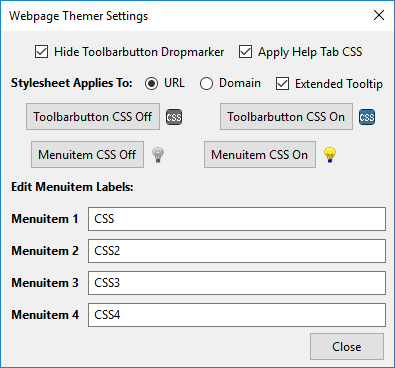 Webpage Themer Settings
Hide Toolbarbutton Dropmarker Apply Help Tab CSS
Stylesheet Applies To: URL Domain Extended Tooltip
Toolbarbutton CSS Off CSS Toolbarbutton CSS On CSS
Menuitem CSS Off Menuitem CSS On
Edit Menuitem Labels:
Menuitem 1 CSS
Menuitem 2 CSS2
Menuitem 3 CSS3
Menuitem 4 CSS4
Close